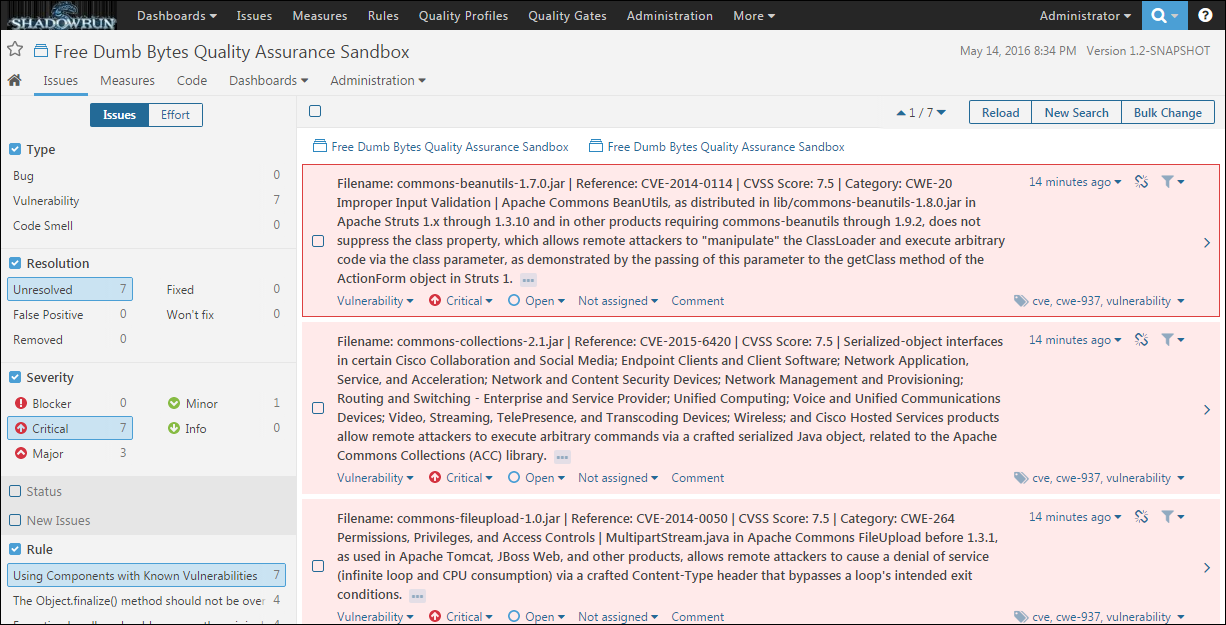 SHADOWRUN Dashboards Issues Measures Rules Quality Profiles Quality Gates Administration More Administrator ?
Free Dumb Bytes Quality Assurance Sandbox May 14, 2016 8:34 PM Version 1.2-SNAPSHOT
Issues Measures Code Dashboards Administration
Issues Effort
Type
Bug 0
Vulnerability 7
Code Smell 0
Resolution
Unresolved 7 Fixed 0
False Positive 0 Won't fix 0
Removed 0
Severity
Blocker 0 Minor 1
Critical 7 Info 0
Major 3
Status
New Issues
Rule
Using Components with Known Vulnerabilities 7
The Object.finalize() method should not be over 4
1 / 7 Reload New Search Bulk Change
Free Dumb Bytes Quality Assurance Sandbox Free Dumb Bytes Quality Assurance Sandbox
Filename: commons-beanutils-1.7.0.jar | Reference: CVE-2014-0114 | CVSS Score: 7.5 | Category: CWE-20 14 minutes ago
Improper Input Validation | Apache Commons BeanUtils, as distributed in lib/commons-beanutils-1.8.0.jar in
Apache Struts 1.x through 1.3.10 and in other products requiring commons-beanutils through 1.9.2, does not
suppress the class property, which allows remote attackers to "manipulate" the ClassLoader and execute arbitrary
code via the class parameter, as demonstrated by the passing of this parameter to the getClass method of the
ActionForm object in Struts 1. ...
Vulnerability Critical Open Not assigned Comment cve, cwe-937, vulnerability
Filename: commons-collections-2.1.jar | Reference: CVE-2015-6420 | CVSS Score: 7.5 | Serialized-object interfaces 14 minutes ago
in certain Cisco Collaboration and Social Media; Endpoint Clients and Client Software; Network Application,
Service, and Acceleration; Network and Content Security Devices; Network Management and Provisioning;
Routing and Switching - Enterprise and Service Provider; Unified Computing; Voice and Unified Communications
Devices; Video, Streaming, TelePresence, and Transcoding Devices; Wireless; and Cisco Hosted Services products
allow remote attackers to execute arbitrary commands via a crafted serialized Java object, related to the Apache
Commons Collections (ACC) library. ...
Vulnerability Critical Open Not assigned Comment cve, cwe-937, vulnerability
Filename: commons-fileupload-1.0.jar | Reference: CVE-2014-0050 | CVSS Score: 7.5 | Category: CWE-264 14 minutes ago
Permissions, Privileges, and Access Controls | MultipartStream.java in Apache Commons FileUpload before 1.3.1,
as used in Apache Tomcat, JBoss Web, and other products, allows remote attackers to cause a denial of service
(infinite loop and CPU consumption) via a crafted Content-Type header that bypasses a loop's intended exit
conditions. ...
Vulnerability Critical Open Not assigned Comment cve, cwe-937, vulnerability